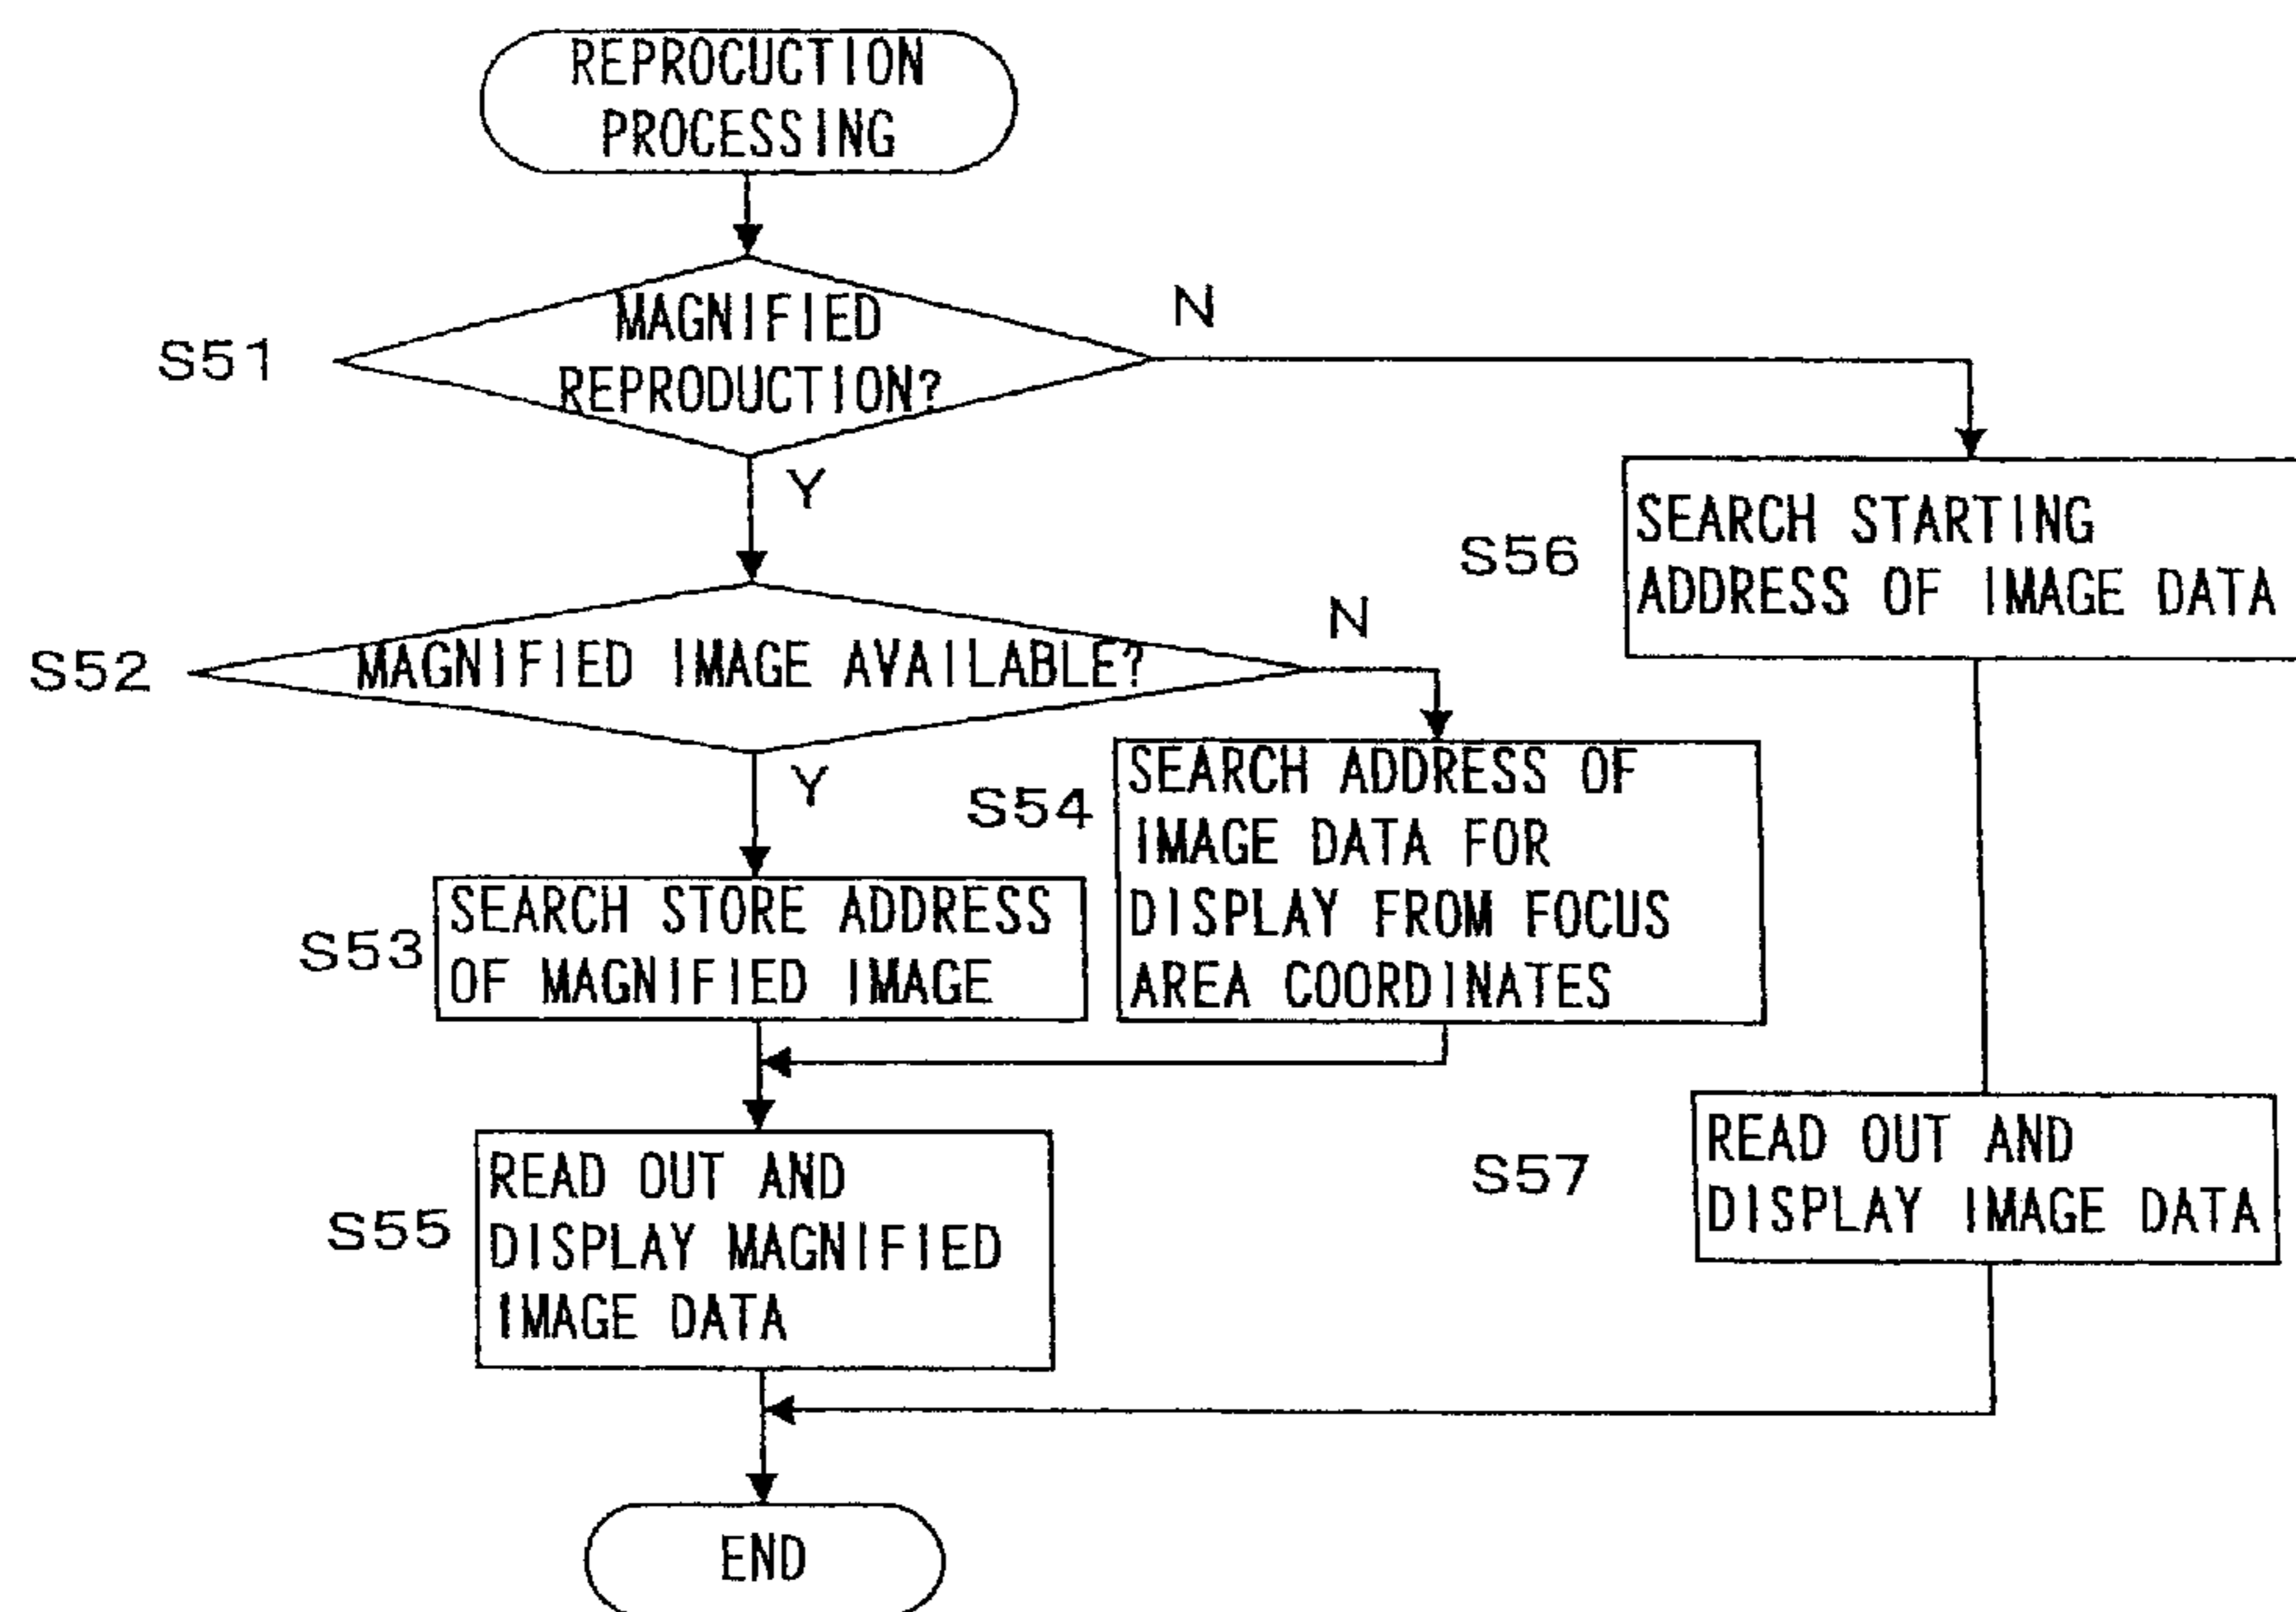 REPROCUCTION
PROCESSING
S51
MAGNIFIED
REPRODUCTION?
N
Y
S52
MAGNIFIED IMAGE AVAILABLE?
N
Y
S56
SEARCH STARTING
ADDRESS OF IMAGE DATA
S53
SEARCH STORE ADDRESS
OF MAGNIFIED IMAGE
S54
SEARCH ADDRESS OF
IMAGE DATA FOR
DISPLAY FROM FOCUS
AREA COORDINATES
S55
READ OUT AND
DISPLAY MAGNIFIED
IMAGE DATA
S57
READ OUT AND
DISPLAY IMAGE DATA
END